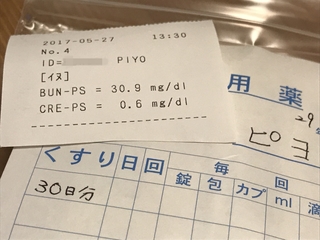 2017-05-27 13:30
No.4
ID= PIYO
[イヌ]
BUN-PS = 30.9 mg/dl
CRE-PS = 0.6 mg/dl
用薬
29
ピヨ
くすり 日回 毎回
錠 包 カプ ml 滴
30日分